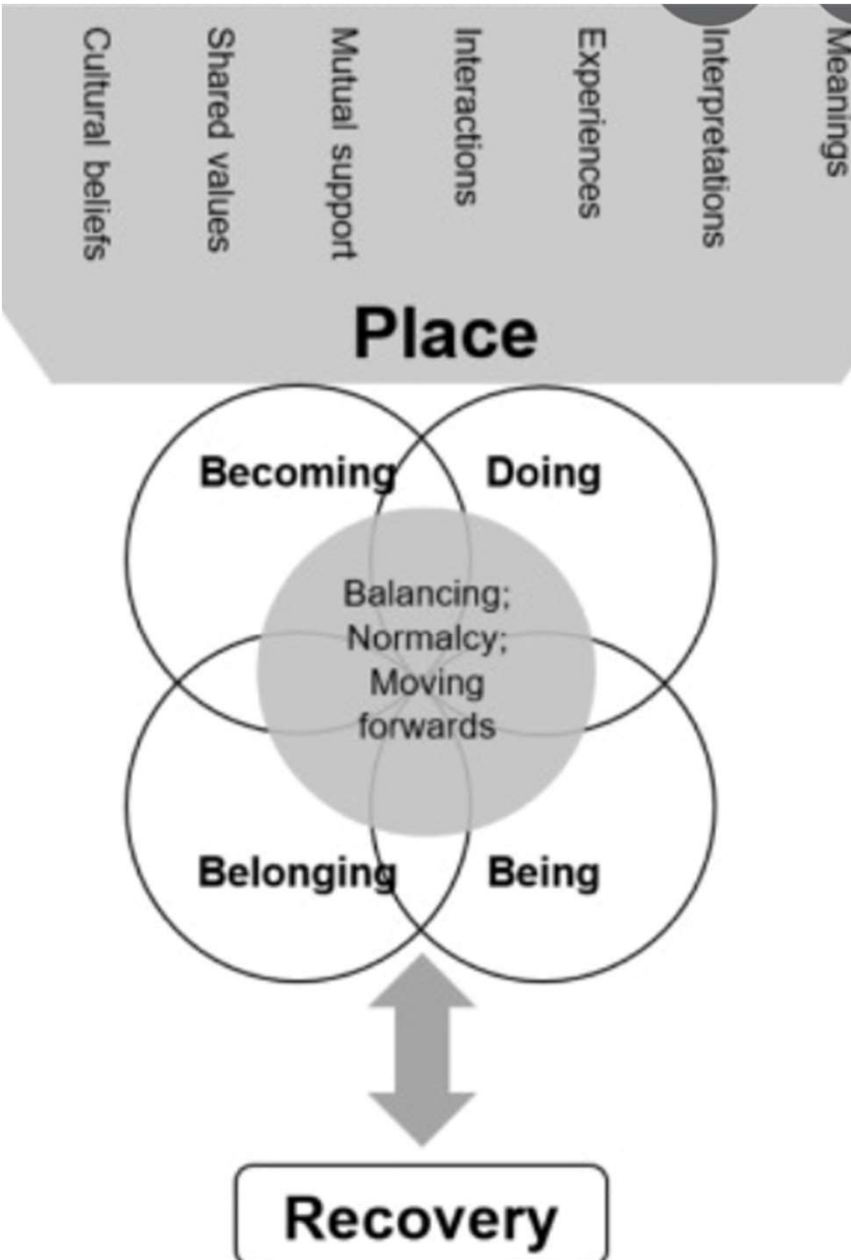 Cultural beliefs
Shared values
Mutual support
Interactions
Experiences
Interpretations
Meanings
Place
Becoming
Doing
Balancing;
Normalcy;
Moving
forwards
Belonging
Being
Recovery